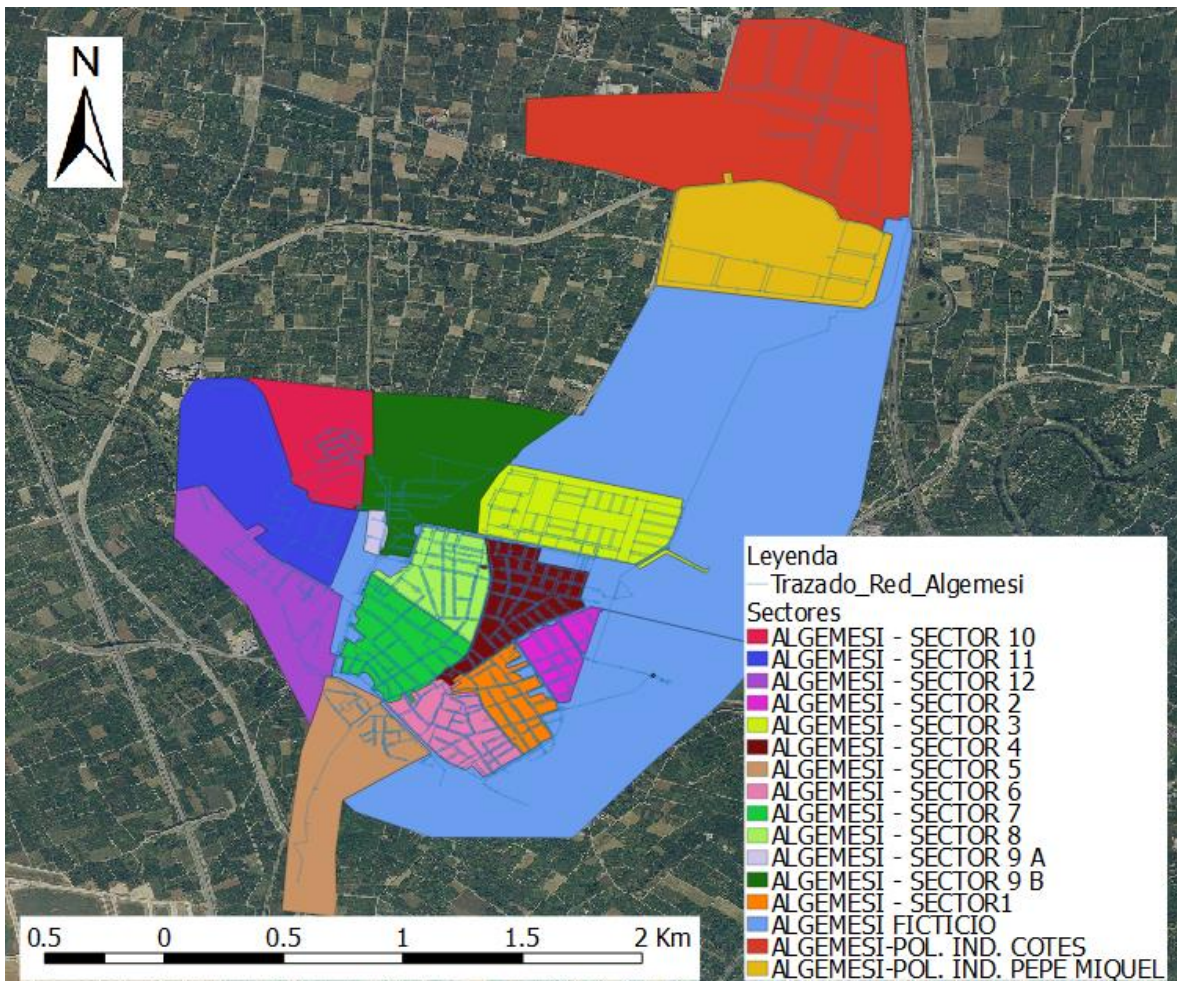 N
Leyenda
Trazado_Red_Algemesi
Sectores
ALGEMESI - SECTOR 10
ALGEMESI - SECTOR 11
ALGEMESI - SECTOR 12
ALGEMESI - SECTOR 2
ALGEMESI - SECTOR 3
ALGEMESI - SECTOR 4
ALGEMESI - SECTOR 5
ALGEMESI - SECTOR 6
ALGEMESI - SECTOR 7
ALGEMESI - SECTOR 8
ALGEMESI - SECTOR 9 A
ALGEMESI - SECTOR 9 B
ALGEMESI - SECTOR1
ALGEMESI FICTICIO
ALGEMESI-POL. IND. COTES
ALGEMESI-POL. IND. PEPE MIQUEL
0.5 0 0.5 1 1.5 2 Km